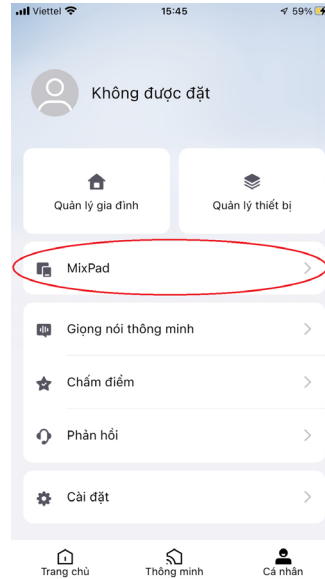 Viettel 15:45 59%
Không được đặt
Quản lý gia đình Quản lý thiết bị
MixPad
Giọng nói thông minh
Chấm điểm
Phản hồi
Cài đặt
Trang chủ Thông minh Cá nhân